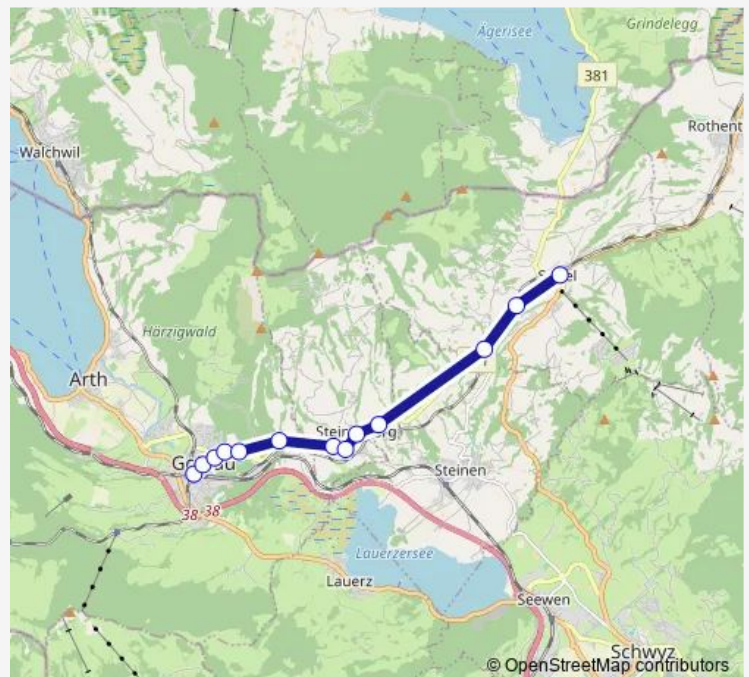 Ägerisee
Grindelegg
381
Rothent
Walchwil
Härzigwald
Arth
Steinen
38 38
Lauerzersee
Lauerz
Seewen
Schwyz
© OpenStreetMap contributors